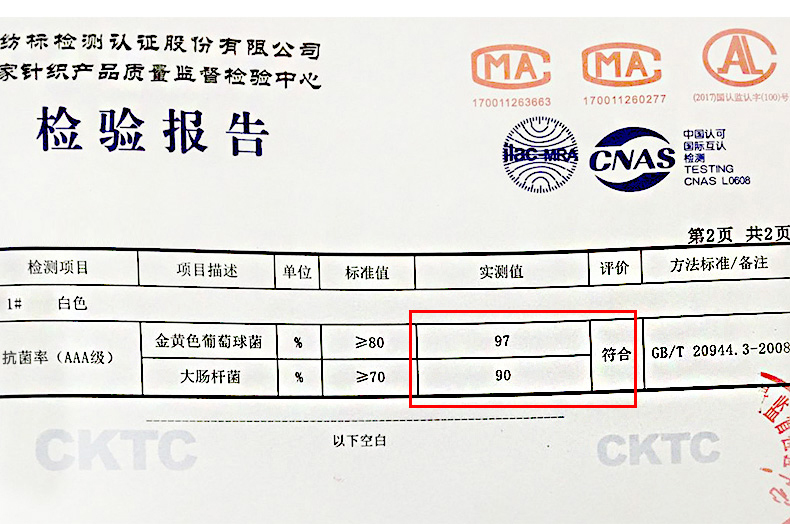 纺标检测认证股份有限公司
家针织产品质量监督检验中心
检验报告
MA
170011263663
MA
170011260277
AL
(2017)国认监认字(100)号
ilac-MRA
CNAS
中国认可
国际互认
检测
TESTING
CNAS L0608
第2页 共2页
检测项目 项目描述 单位 标准值 实测值 评价 方法标准/备注
1# 白色
抗菌率（AAA级） 金黄色葡萄球菌 % ≥80 97 符合 GB/T 20944.3-2008
大肠杆菌 % ≥70 90
以下空白
CKTC CKTC